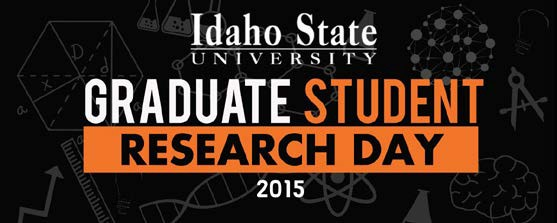 Idaho State
UNIVERSITY
GRADUATE STUDENT
RESEARCH DAY
2015